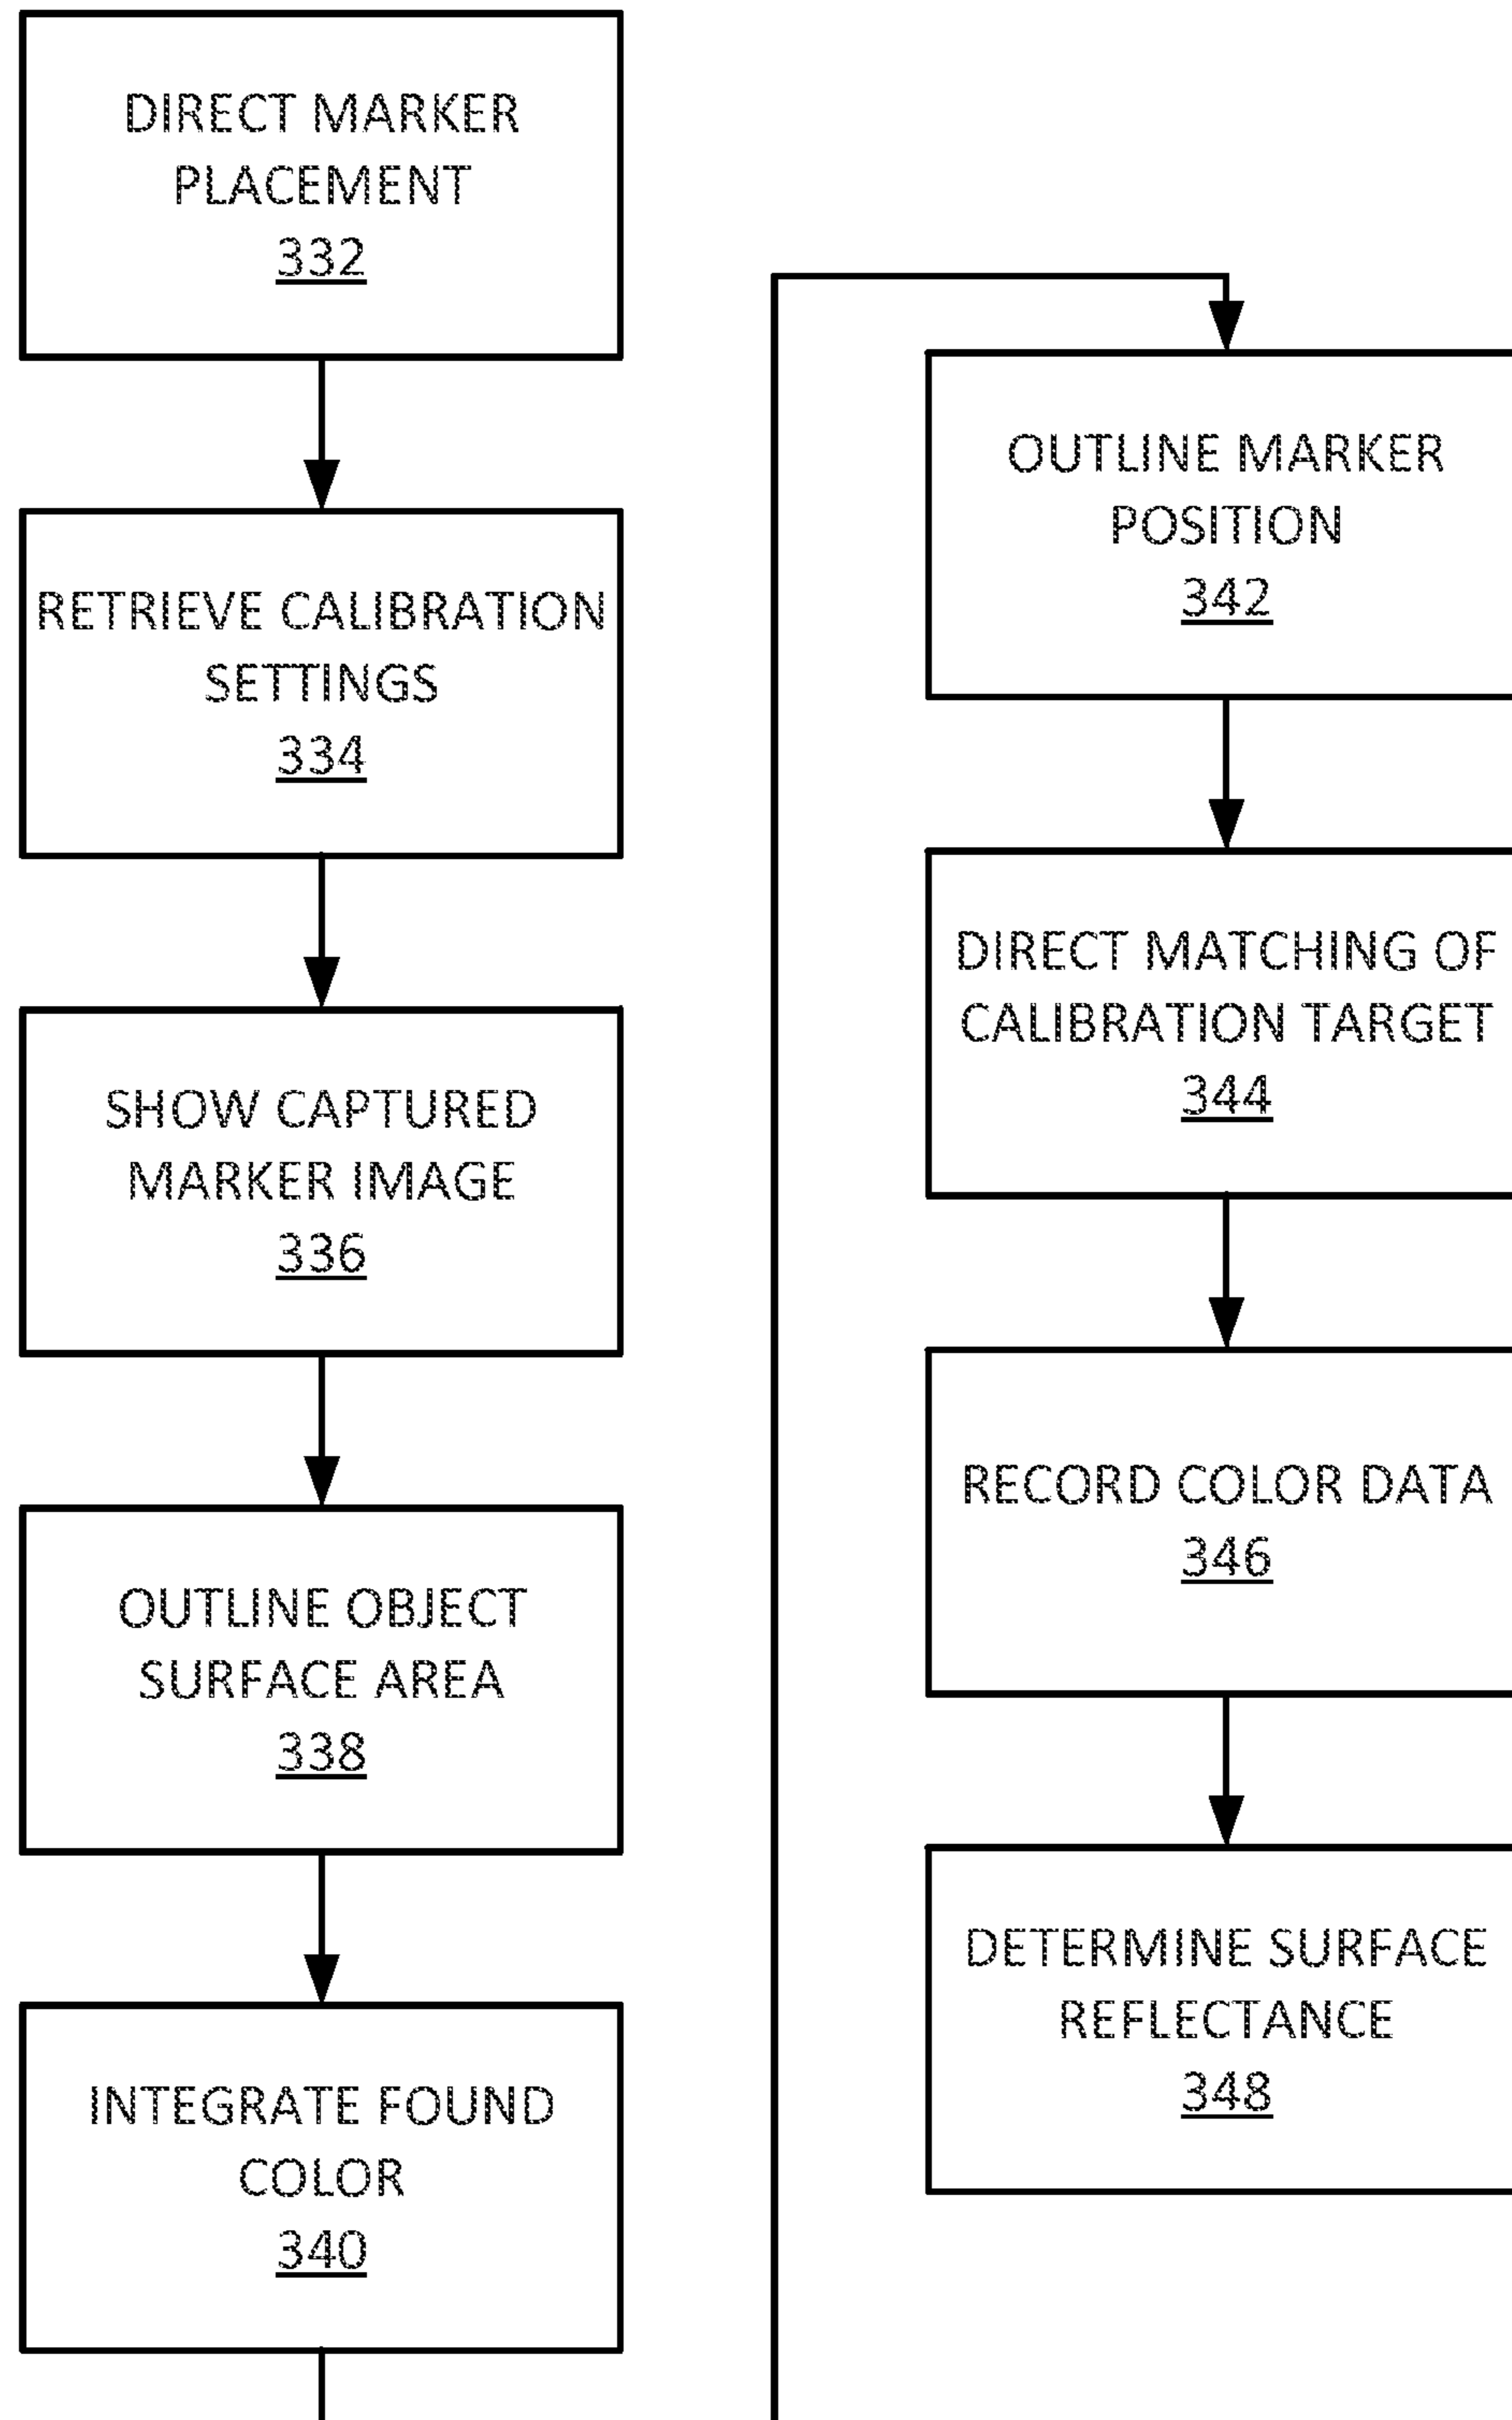 DIRECT MARKER
PLACEMENT
332
RETRIEVE CALIBRATION
SETTINGS
334
SHOW CAPTURED
MARKER IMAGE
336
OUTLINE OBJECT
SURFACE AREA
338
INTEGRATE FOUND
COLOR
340
OUTLINE MARKER
POSITION
342
DIRECT MATCHING OF
CALIBRATION TARGET
344
RECORD COLOR DATA
346
DETERMINE SURFACE
REFLECTANCE
348